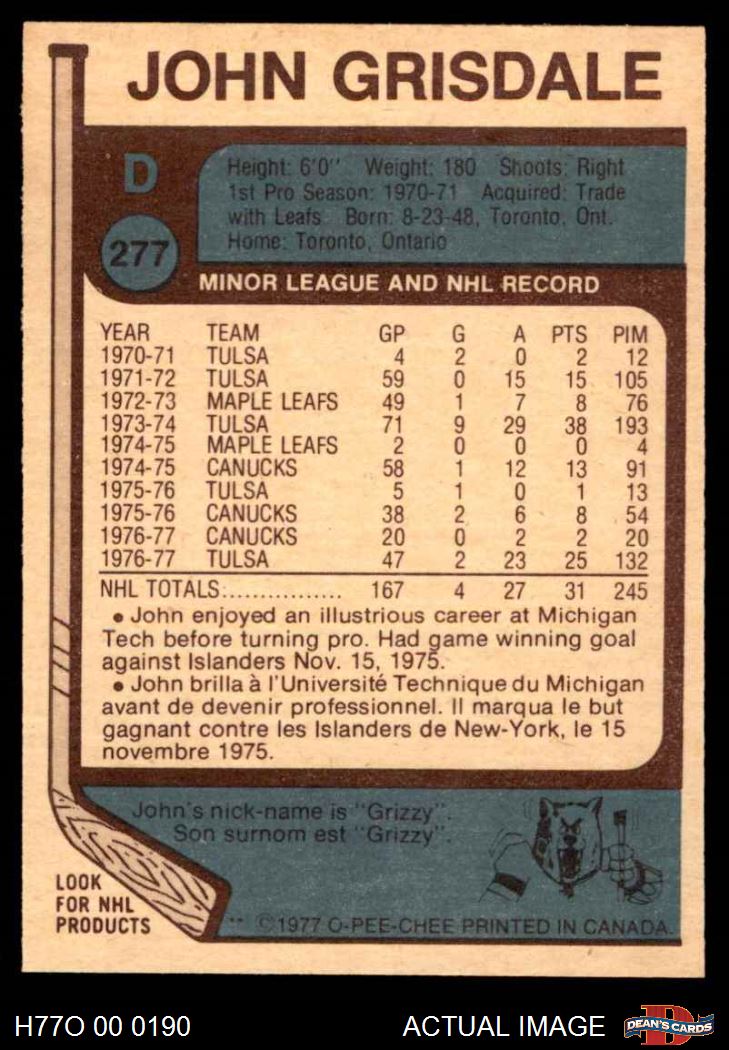 JOHN GRISDALE
D
277
Height: 6'0" Weight: 180 Shoots: Right
1st Pro Season: 1970-71 Acquired: Trade
with Leafs Born: 8-23-48, Toronto, Ont.
Home: Toronto, Ontario
MINOR LEAGUE AND NHL RECORD
YEAR TEAM GP G A PTS PIM
1970-71 TULSA 4 2 0 2 12
1971-72 TULSA 59 0 15 15 105
1972-73 MAPLE LEAFS 49 1 7 8 76
1973-74 TULSA 71 9 29 38 193
1974-75 MAPLE LEAFS 2 0 0 0 4
1974-75 CANUCKS 58 1 12 13 91
1975-76 TULSA 5 1 0 1 13
1975-76 CANUCKS 38 2 6 8 54
1976-77 CANUCKS 20 0 2 2 20
1976-77 TULSA 47 2 23 25 132
NHL TOTALS:............... 167 4 27 31 245
• John enjoyed an illustrious career at Michigan
Tech before turning pro. Had game winning goal
against Islanders Nov. 15, 1975.
• John brilla à l'Université Technique du Michigan
avant de devenir professionnel. Il marqua le but
gagnant contre les Islanders de New-York, le 15
novembre 1975.
John's nick-name is "Grizzy".
Son surnom est "Grizzy".
LOOK
FOR NHL
PRODUCTS
** ©1977 O-PEE-CHEE PRINTED IN CANADA.
H77O 00 0190
ACTUAL IMAGE
D
DEAN'S CARDS